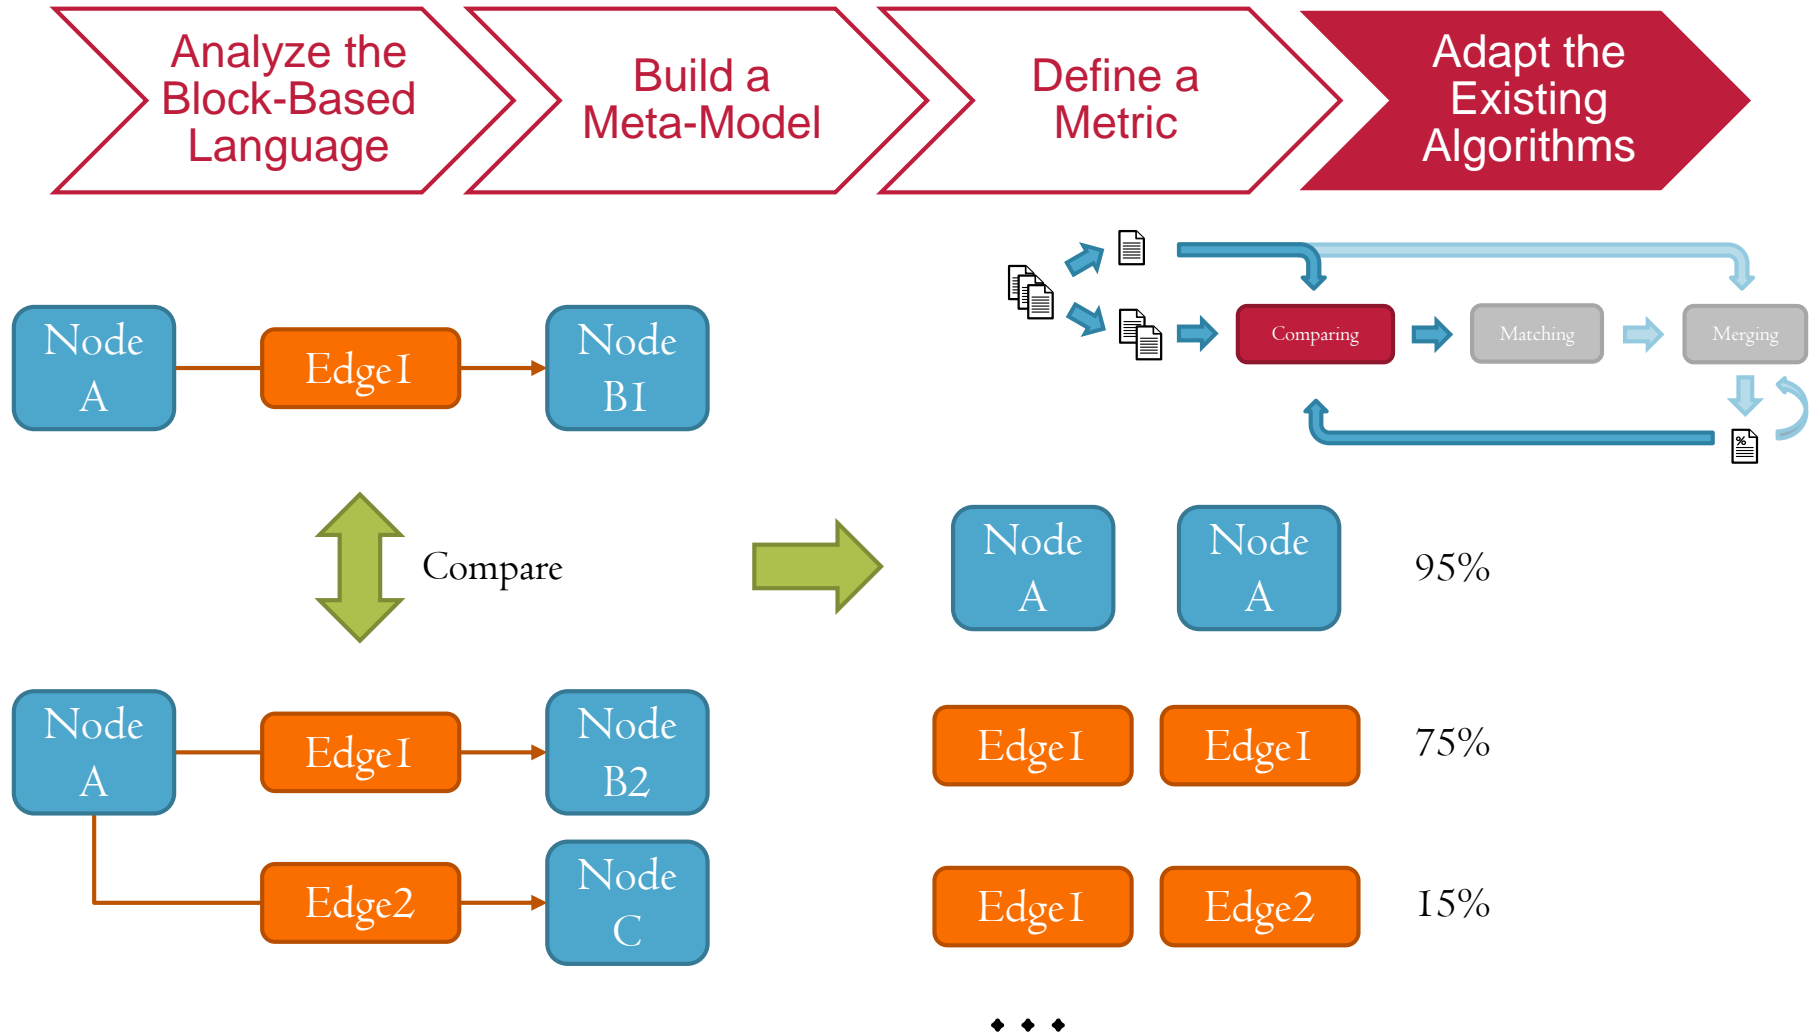 Analyze the
Block-Based
Language
Build a
Meta-Model
Define a
Metric
Adapt the
Existing
Algorithms
Comparing
Matching
Merging
%
Node
A
Edge1
Node
B1
Compare
Node
A
Edge1
Node
B2
Edge2
Node
C
Node
A
Node
A
95%
Edge1
Edge1
75%
Edge1
Edge2
15%
...